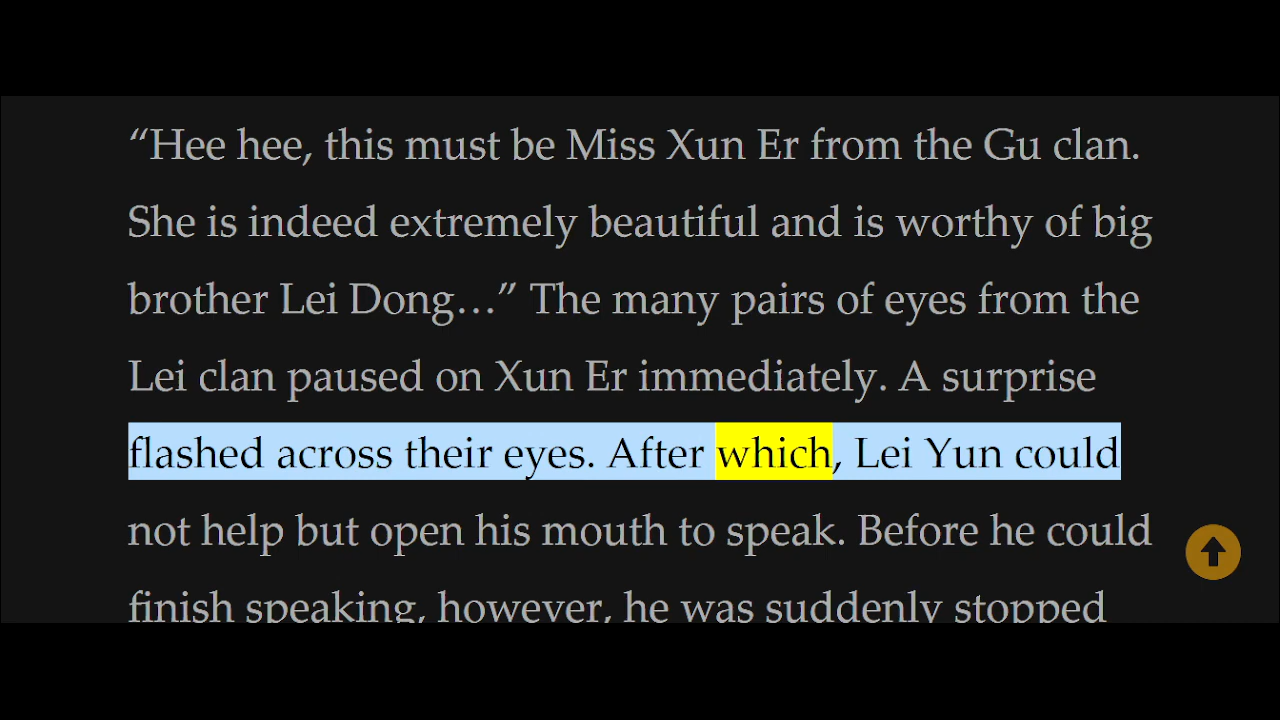 “Hee hee, this must be Miss Xun Er from the Gu clan.
She is indeed extremely beautiful and is worthy of big
brother Lei Dong…” The many pairs of eyes from the
Lei clan paused on Xun Er immediately. A surprise
flashed across their eyes. After which, Lei Yun could
not help but open his mouth to speak. Before he could
finish speaking, however, he was suddenly stopped